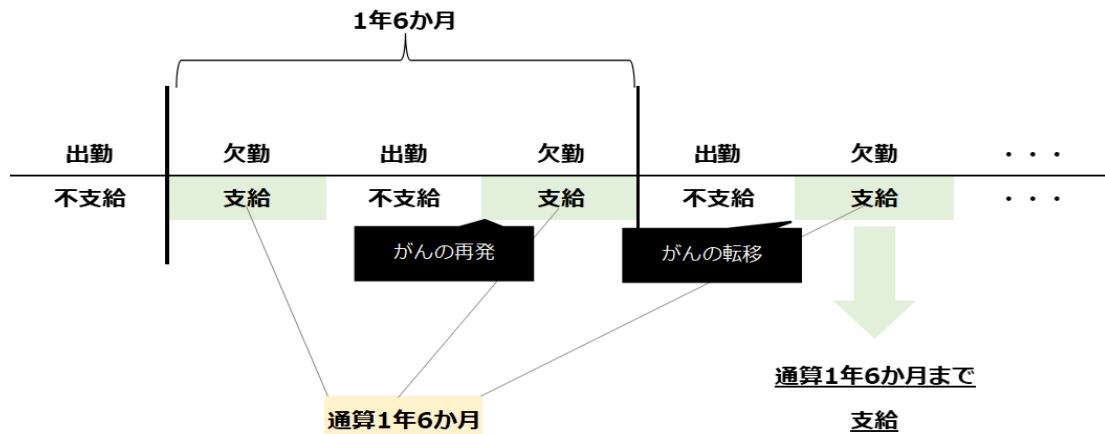 1年6か月
出勤 欠勤 出勤 欠勤 出勤 欠勤 ・・・
不支給 支給 不支給 支給 不支給 支給 ・・・
がんの再発 がんの転移
通算1年6か月まで
支給
通算1年6か月